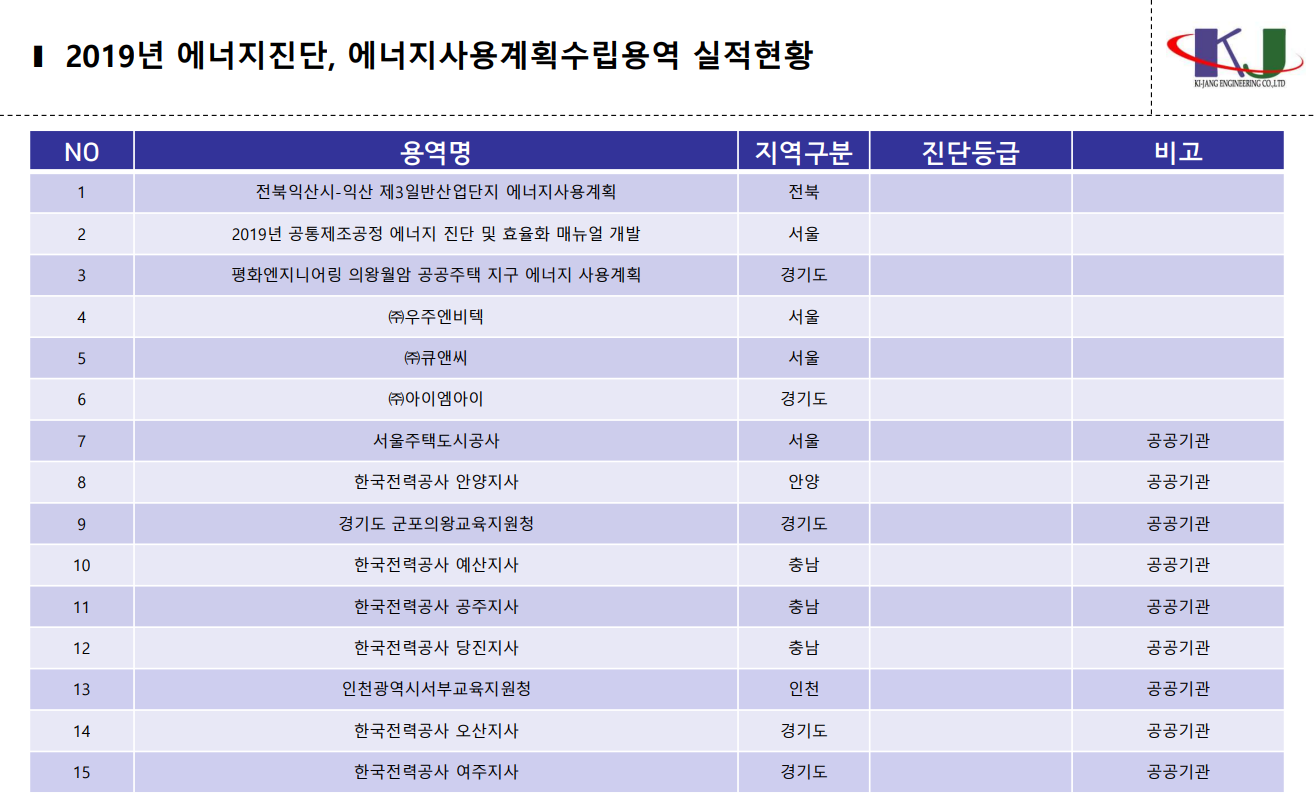 2019년 에너지진단, 에너지사용계획수립용역 실적현황
KJ
KI-JANG ENGINEERING CO.,LTD
NO 용역명 지역구분 진단등급 비고
1 전북익산시-익산 제3일반산업단지 에너지사용계획 전북
2 2019년 공통제조공정 에너지 진단 및 효율화 매뉴얼 개발 서울
3 평화엔지니어링 의왕월암 공공주택 지구 에너지 사용계획 경기도
4 ㈜우주엔비텍 서울
5 ㈜큐앤씨 서울
6 ㈜아이엠아이 경기도
7 서울주택도시공사 서울 공공기관
8 한국전력공사 안양지사 안양 공공기관
9 경기도 군포의왕교육지원청 경기도 공공기관
10 한국전력공사 예산지사 충남 공공기관
11 한국전력공사 공주지사 충남 공공기관
12 한국전력공사 당진지사 충남 공공기관
13 인천광역시서부교육지원청 인천 공공기관
14 한국전력공사 오산지사 경기도 공공기관
15 한국전력공사 여주지사 경기도 공공기관